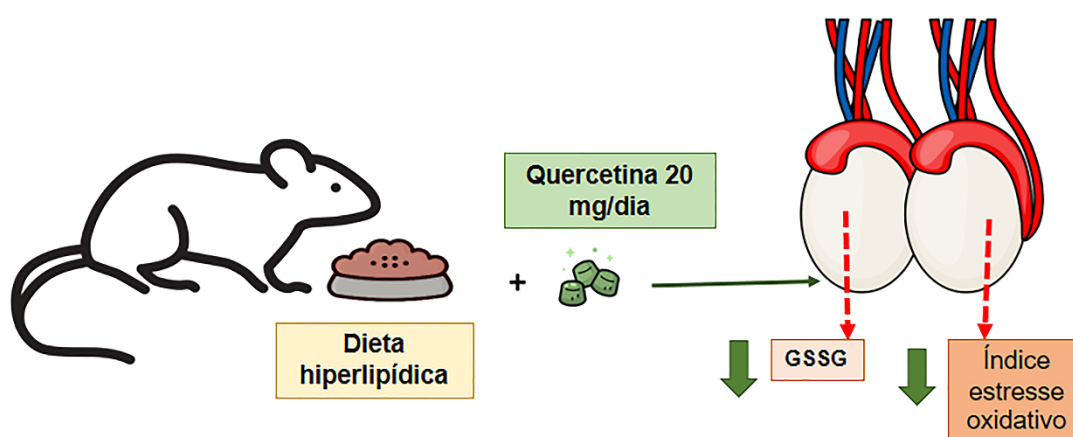 Quercetina 20
mg/dia
+
Dieta
hiperlipídica
GSSG
Índice
estresse
oxidativo